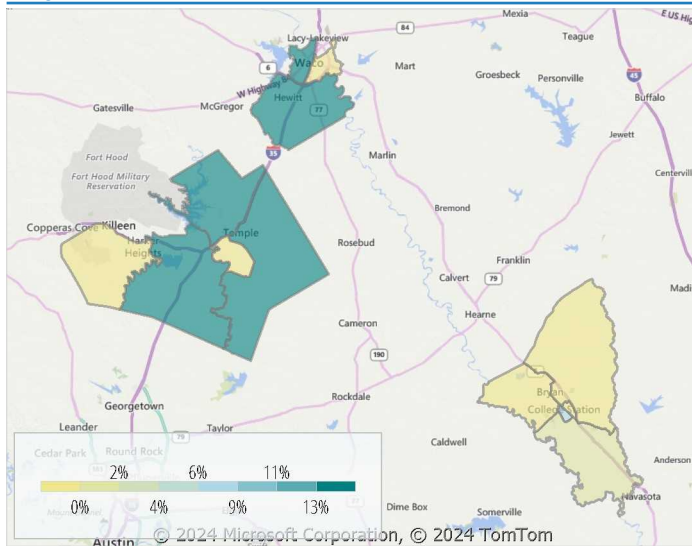 Mexia
E US Hig
84
Lacy-Lakeview
Teague
6
Waco
Mart
45
Groesbeck
Personville
W Highway
Hewitt
Buffalo
Gatesville
McGregor
77
Jewett
35
Fort Hood
Marlin
Fort Hood Military
Reservation
Centervill
Bremond
Copperas Cove
Killeen
Temple
Harker
Heights
Rosebud
Franklin
Calvert
79
Madi
Hearne
Cameron
190
Bryan
Rockdale
College Station
Georgetown
Leander
Taylor
79
Caldwell
Cedar Park
Round Rock
2%
6%
11%
Anderson
0%
4%
9%
13%
Navasota
Dime Box
Somerville
© 2024 Microsoft Corporation, © 2024 TomTom
Austin